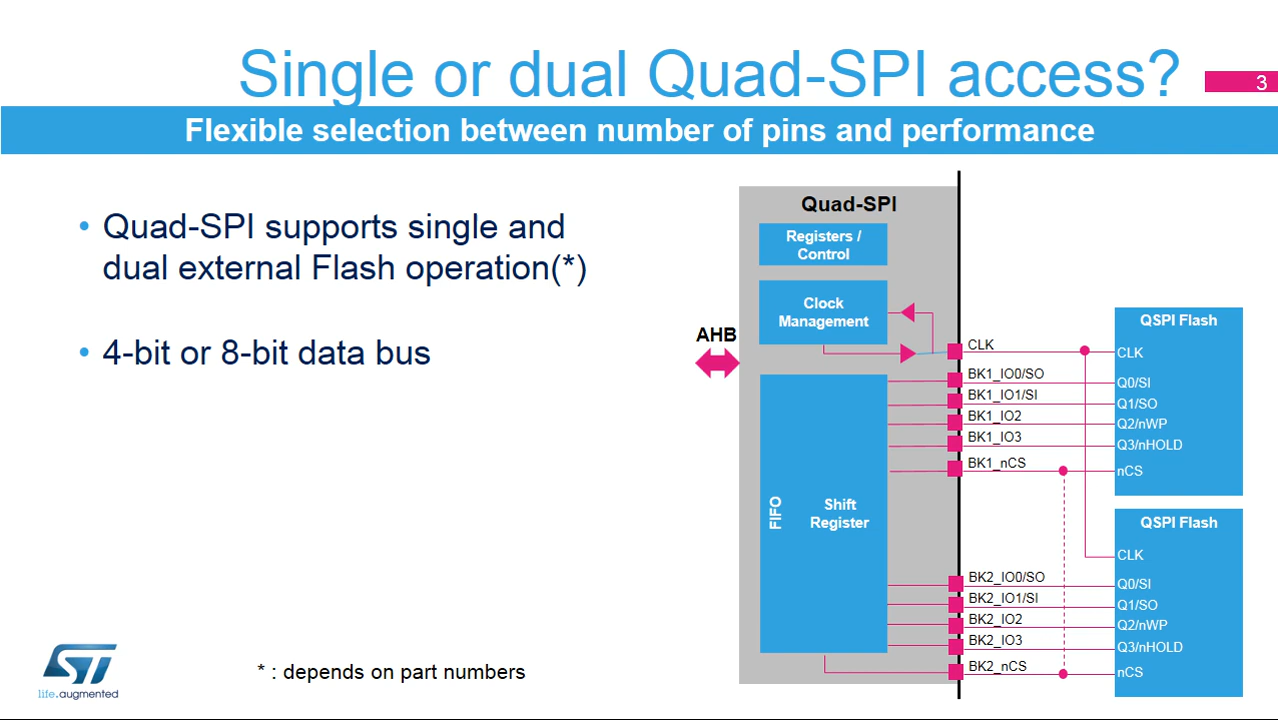 Single or dual Quad-SPI access?
3
Flexible selection between number of pins and performance
• Quad-SPI supports single and
dual external Flash operation(*)
• 4-bit or 8-bit data bus
* : depends on part numbers
ST
life.augmented
AHB
Quad-SPI
Registers /
Control
Clock
Management
FIFO
Shift
Register
CLK
BK1_IO0/SO
BK1_IO1/SI
BK1_IO2
BK1_IO3
BK1_nCS
BK2_IO0/SO
BK2_IO1/SI
BK2_IO2
BK2_IO3
BK2_nCS
QSPI Flash
CLK
Q0/SI
Q1/SO
Q2/nWP
Q3/nHOLD
nCS
QSPI Flash
CLK
Q0/SI
Q1/SO
Q2/nWP
Q3/nHOLD
nCS